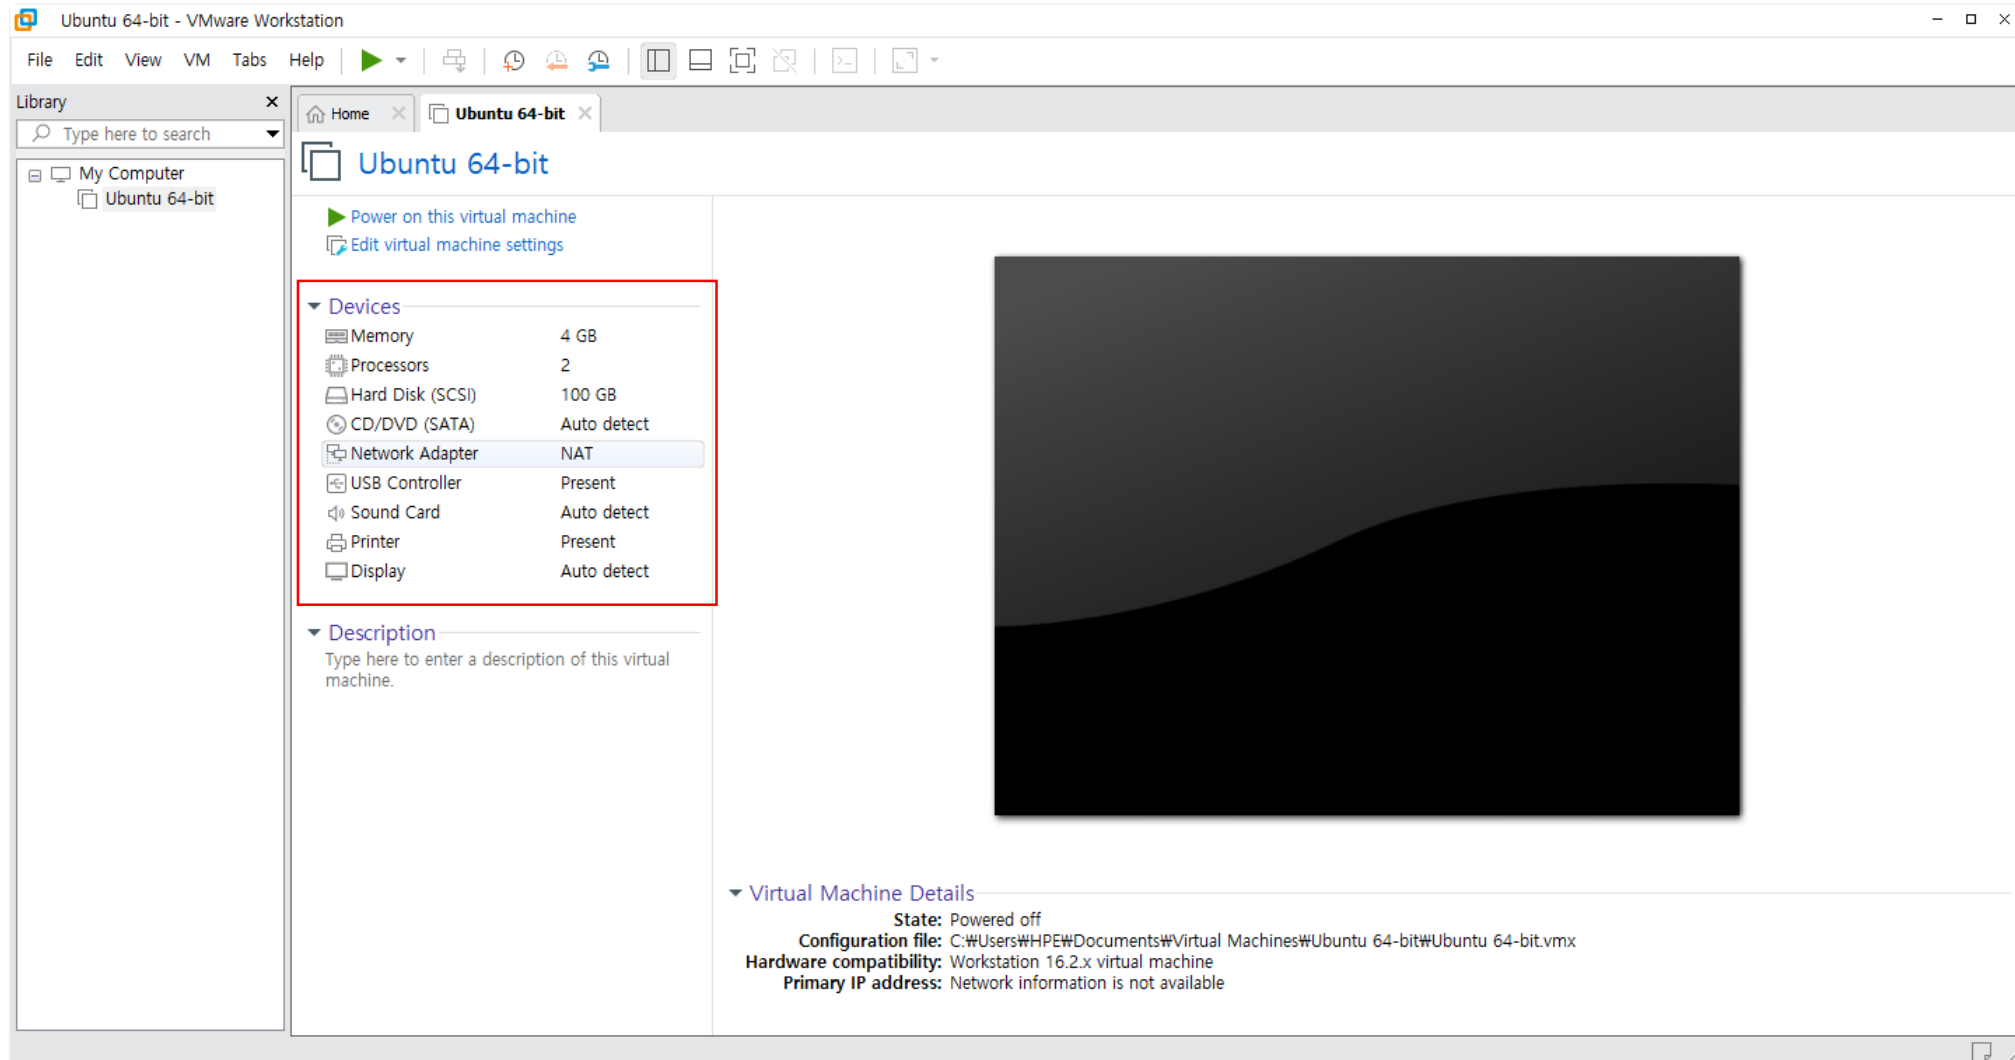 Ubuntu 64-bit - VMware Workstation
File Edit View VM Tabs Help
Library
Type here to search
My Computer
Ubuntu 64-bit
Home
Ubuntu 64-bit
Ubuntu 64-bit
Power on this virtual machine
Edit virtual machine settings
Devices
Memory 4 GB
Processors 2
Hard Disk (SCSI) 100 GB
CD/DVD (SATA) Auto detect
Network Adapter NAT
USB Controller Present
Sound Card Auto detect
Printer Present
Display Auto detect
Description
Type here to enter a description of this virtual
machine.
Virtual Machine Details
State: Powered off
Configuration file: C:₩Users₩HPE₩Documents₩Virtual Machines₩Ubuntu 64-bit₩Ubuntu 64-bit.vmx
Hardware compatibility: Workstation 16.2.x virtual machine
Primary IP address: Network information is not available